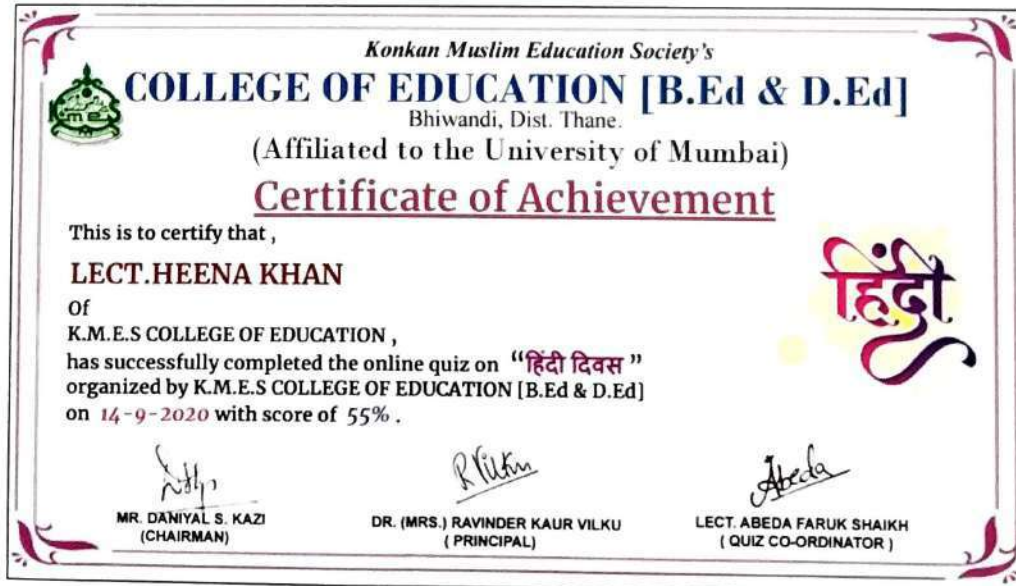 Konkan Muslim Education Society's
COLLEGE OF EDUCATION [B.Ed & D.Ed]
Bhiwandi, Dist. Thane.
(Affiliated to the University of Mumbai)
Certificate of Achievement
This is to certify that ,
LECT.HEENA KHAN
Of
K.M.E.S COLLEGE OF EDUCATION ,
has successfully completed the online quiz on “हिंदी दिवस ”
organized by K.M.E.S COLLEGE OF EDUCATION [B.Ed & D.Ed]
on 14-9-2020 with score of 55% .
हिंदी
K.m.e.S
R Vilku
Abeda
MR. DANIYAL S. KAZI
(CHAIRMAN)
DR. (MRS.) RAVINDER KAUR VILKU
( PRINCIPAL)
LECT. ABEDA FARUK SHAIKH
( QUIZ CO-ORDINATOR )